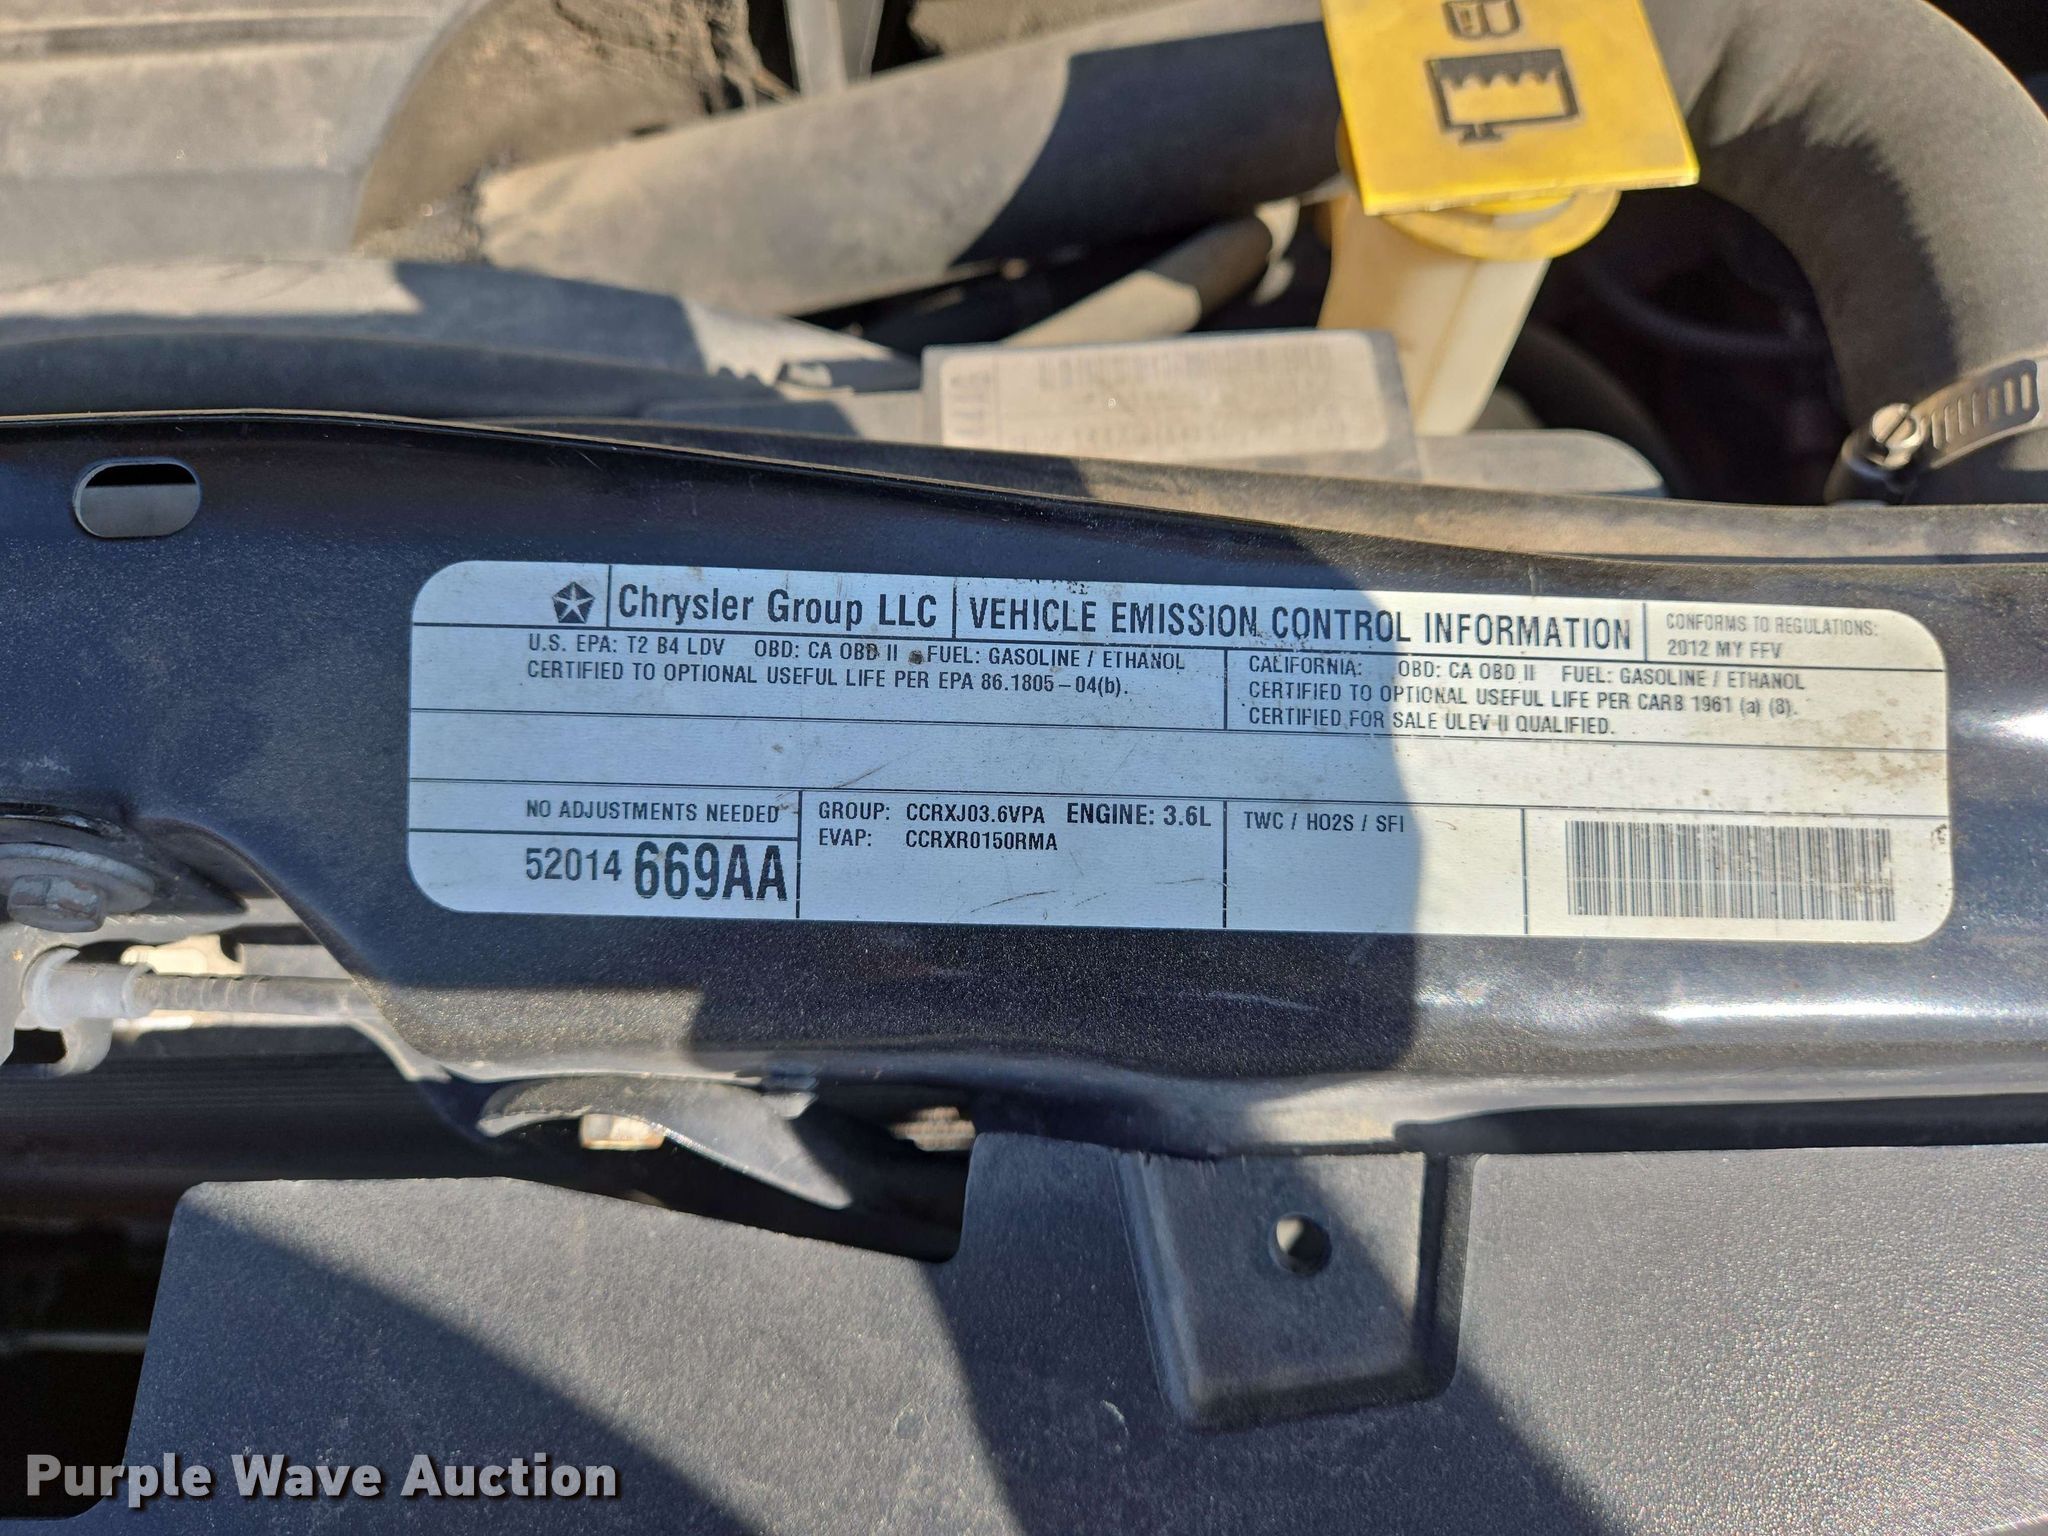 Chrysler Group LLC VEHICLE EMISSION CONTROL INFORMATION
CONFORMS TO REGULATIONS:
2012 MY FFV
U.S. EPA: T2 B4 LDV OBD: CA OBD II FUEL: GASOLINE / ETHANOL
CERTIFIED TO OPTIONAL USEFUL LIFE PER EPA 86.1805-04(b).
CALIFORNIA: OBD: CA OBD II FUEL: GASOLINE / ETHANOL
CERTIFIED TO OPTIONAL USEFUL LIFE PER CARB 1961 (a) (8).
CERTIFIED FOR SALE ULEV II QUALIFIED.
NO ADJUSTMENTS NEEDED
52014 669AA
GROUP: CCRXJ03.6VPA ENGINE: 3.6L
EVAP: CCRXR0150RMA
TWC / HO2S / SFI
Purple Wave Auction